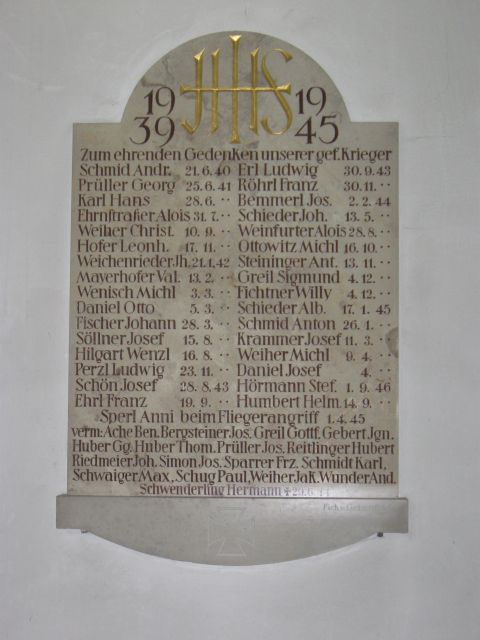 IHS
19 19
39 45
Zum ehrenden Gedenken unserer gef. Krieger
Schmid Andr. 21.6.40 Erl Ludwig 30.9.43
Prüller Georg 25.6.41 Röhrl Franz 30.11. ··
Karl Hans 28.6. ·· Bemmerl Jos. 2.2.44
Ehrnstraßer Alois 31.7. ·· Schieder Joh. 13.5. ··
Weiher Christ. 10.9. ·· Weinfurter Alois 28.8. ··
Hofer Leonh. 17.11. ·· Ottowitz Michl 16.10. ··
Weichenrieder Jh. 21.1.42 Steininger Ant. 13.11. ··
Mayerhofer Val. 13.2. ·· Greil Sigmund 4.12. ··
Wenisch Michl 3.3. ·· Fichtner Willy 4.12. ··
Daniel Otto 5.3. ·· Schieder Alb. 17.1.45
Fischer Johann 28.3. ·· Schmid Anton 26.1. ··
Söllner Josef 15.8. ·· Krammer Josef 11.3. ··
Hilgart Wenzl 16.8. ·· Weiher Michl 9.4. ··
Perzl Ludwig 23.11. ·· Daniel Josef 4. ··
Schön Josef 28.8.43 Hörmann Stef. 1.9.46
Ehrl Franz 19.9. ·· Humbert Helm. 14.9. ··
Sperl Anni beim Fliegerangriff 1.4.45
verm: Ache Ben. Bergsteiner Jos. Greil Gottf. Gebert Jgn.
Huber Gg. Huber Thom. Prüller Jos. Reitlinger Hubert
Riedmeier Joh. Simon Jos. Sparrer Frz. Schmidt Karl,
Schwaiger Max, Schug Paul, Weiher Jak. Wunder And.
Schwenderling Hermann